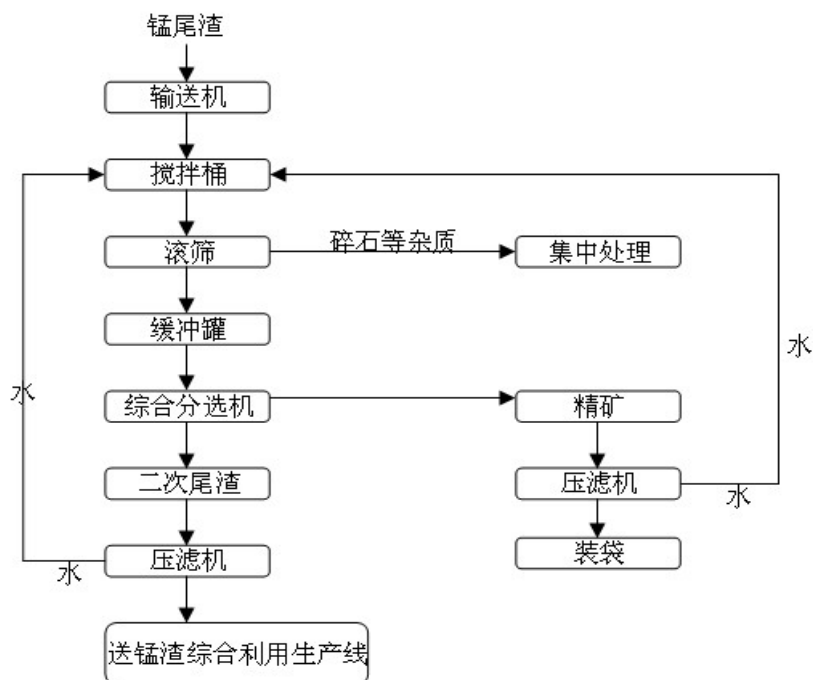 锰尾渣
输送机
搅拌桶
滚筛
碎石等杂质
集中处理
缓冲罐
水
水
综合分选机
精矿
二次尾渣
压滤机
水
压滤机
水
装袋
送锰渣综合利用生产线